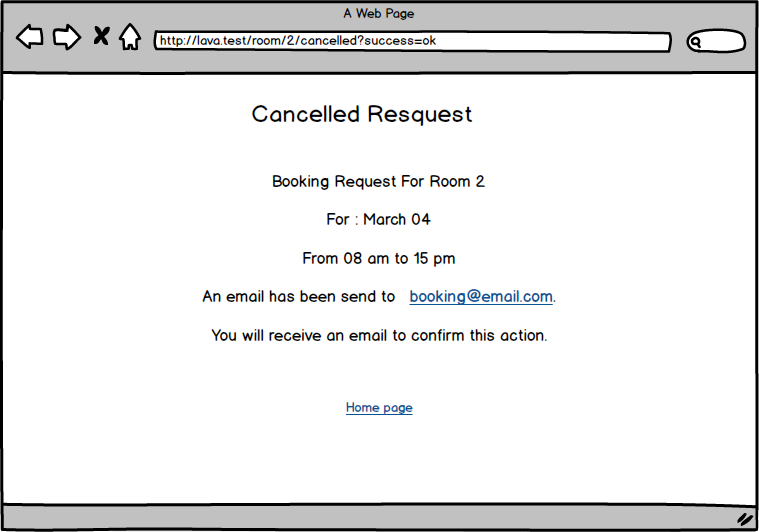 A Web Page
http://lava.test/room/2/cancelled?success=ok
Cancelled Resquest
Booking Request For Room 2
For : March 04
From 08 am to 15 pm
An email has been send to booking@email.com.
You will receive an email to confirm this action.
Home page